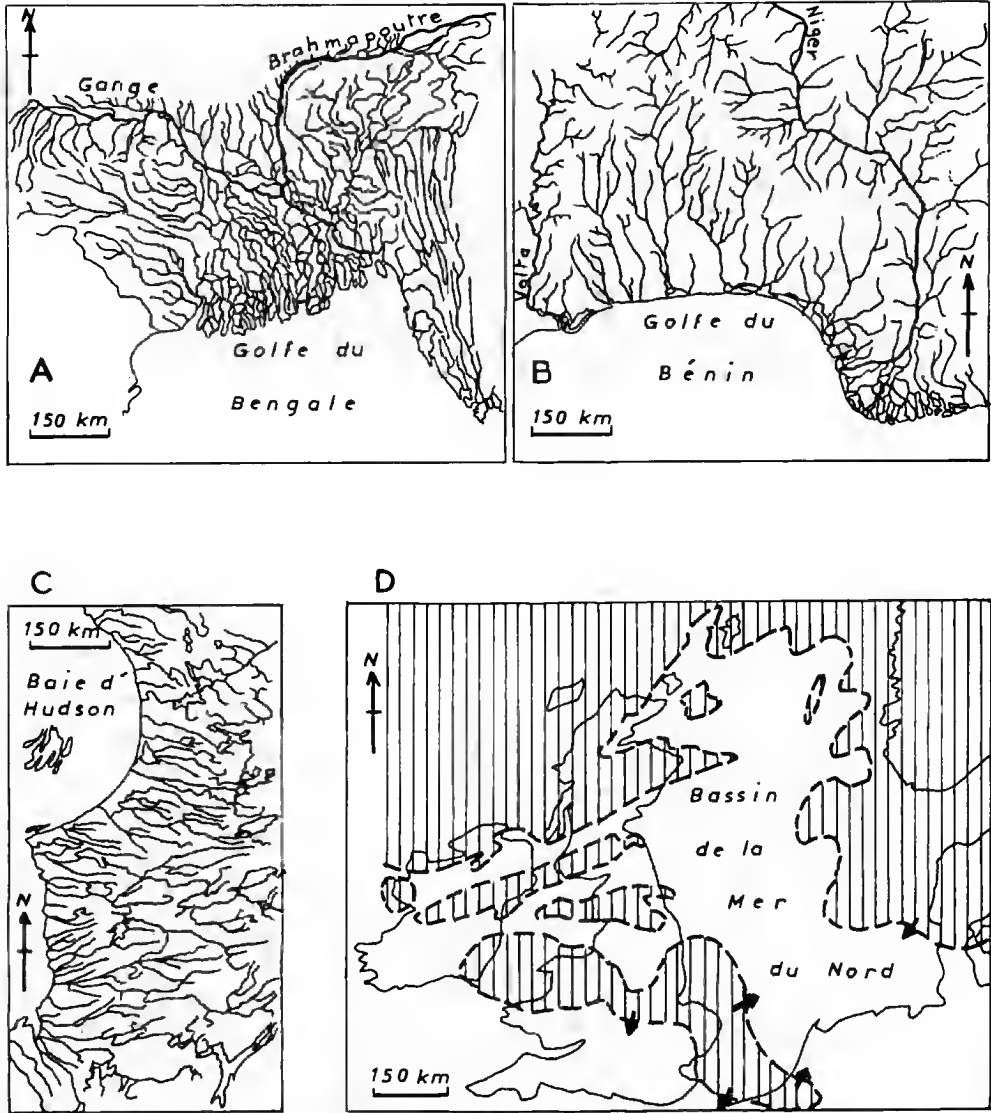 N
Gange
Brahmapoutre
A
Golfe du
Bengale
150 km
Niger
olta
N
Golfe du
Bénin
B
150 km
C
150 km
Baie d'
Hudson
N
D
N
Bassin
de la
Mer
du Nord
150 km